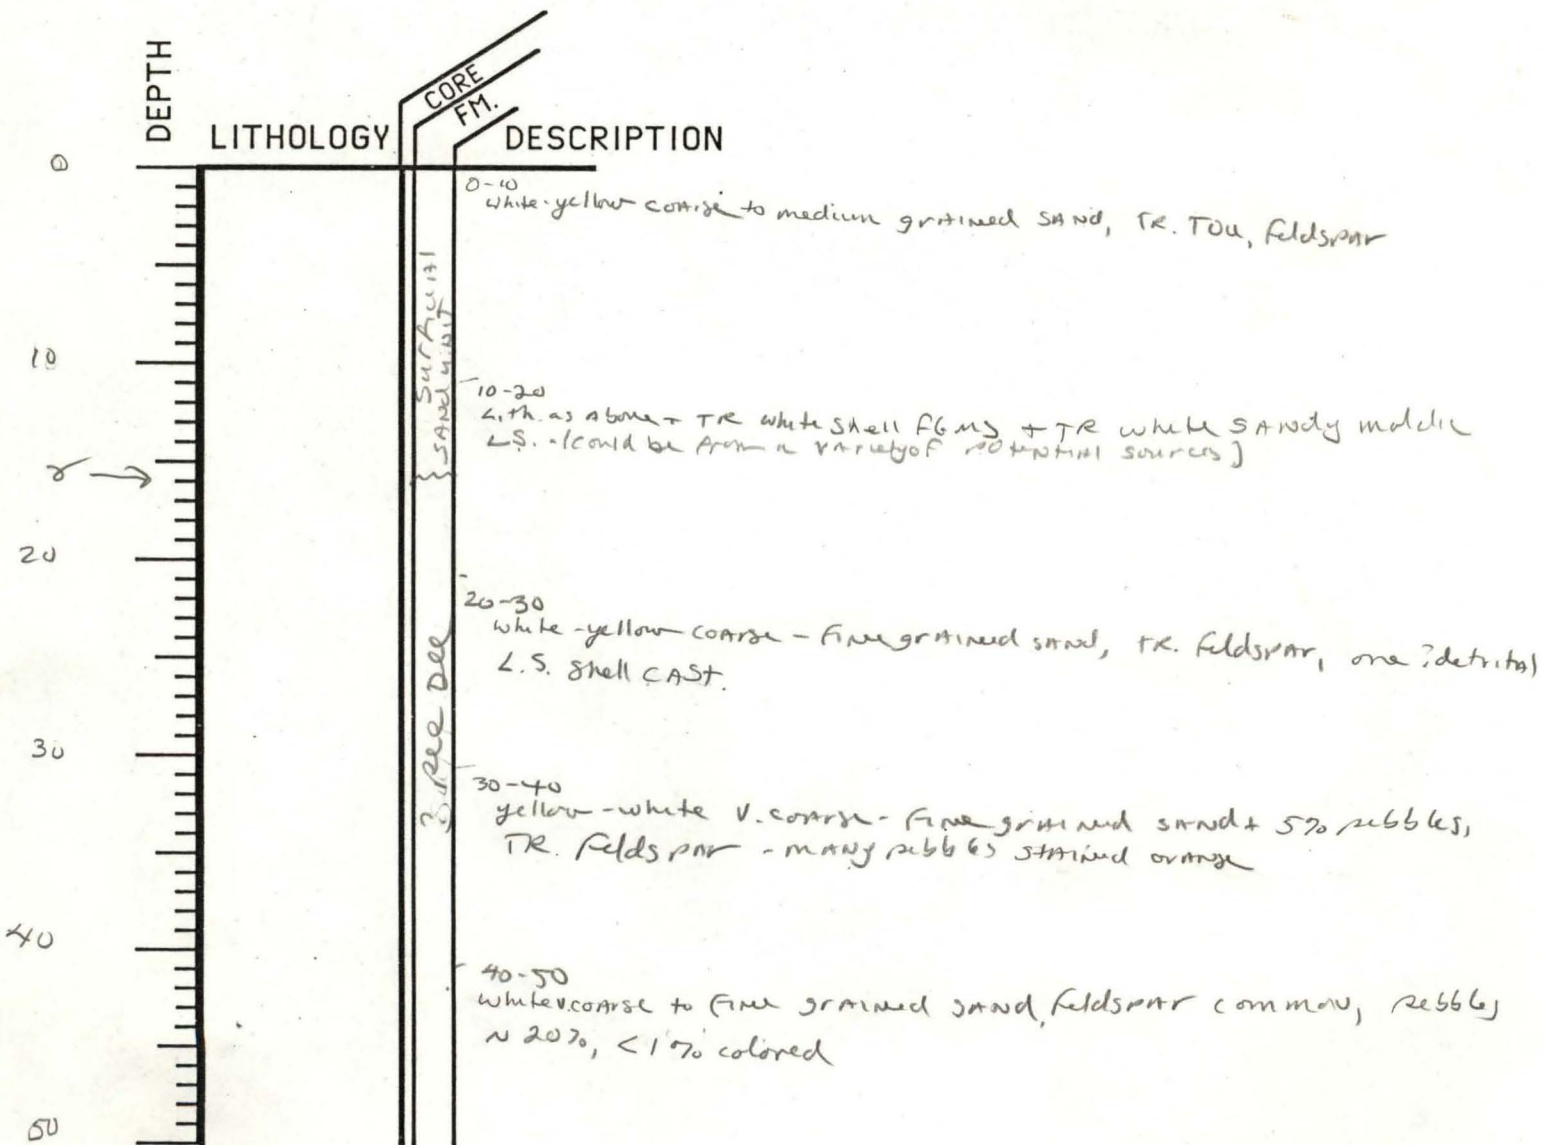 DEPTH
LITHOLOGY
CORE
FM.
DESCRIPTION
0
0-10
white-yellow coarse to medium grained SAND, TR. TOU, feldspar
Surficial
SAND UNIT
10
10-20
Lith. as Above + TR white shell FGMS + TR white SANDY moldic
LS. - (could be from a variety of POTENTIAL sources]
γ →
20
20-30
white-yellow coarse - fine grained sand, TR. feldspar, one ?detrital
L.S. shell CAST.
? Pee Dee
30
30-40
yellow-white V. coarse - fine grained sand + 5% pebbles,
TR. feldspar - many pebbles stained orange
40
40-50
white v. coarse to fine grained sand, feldspar common, pebbles
~ 20%, <1% colored
50